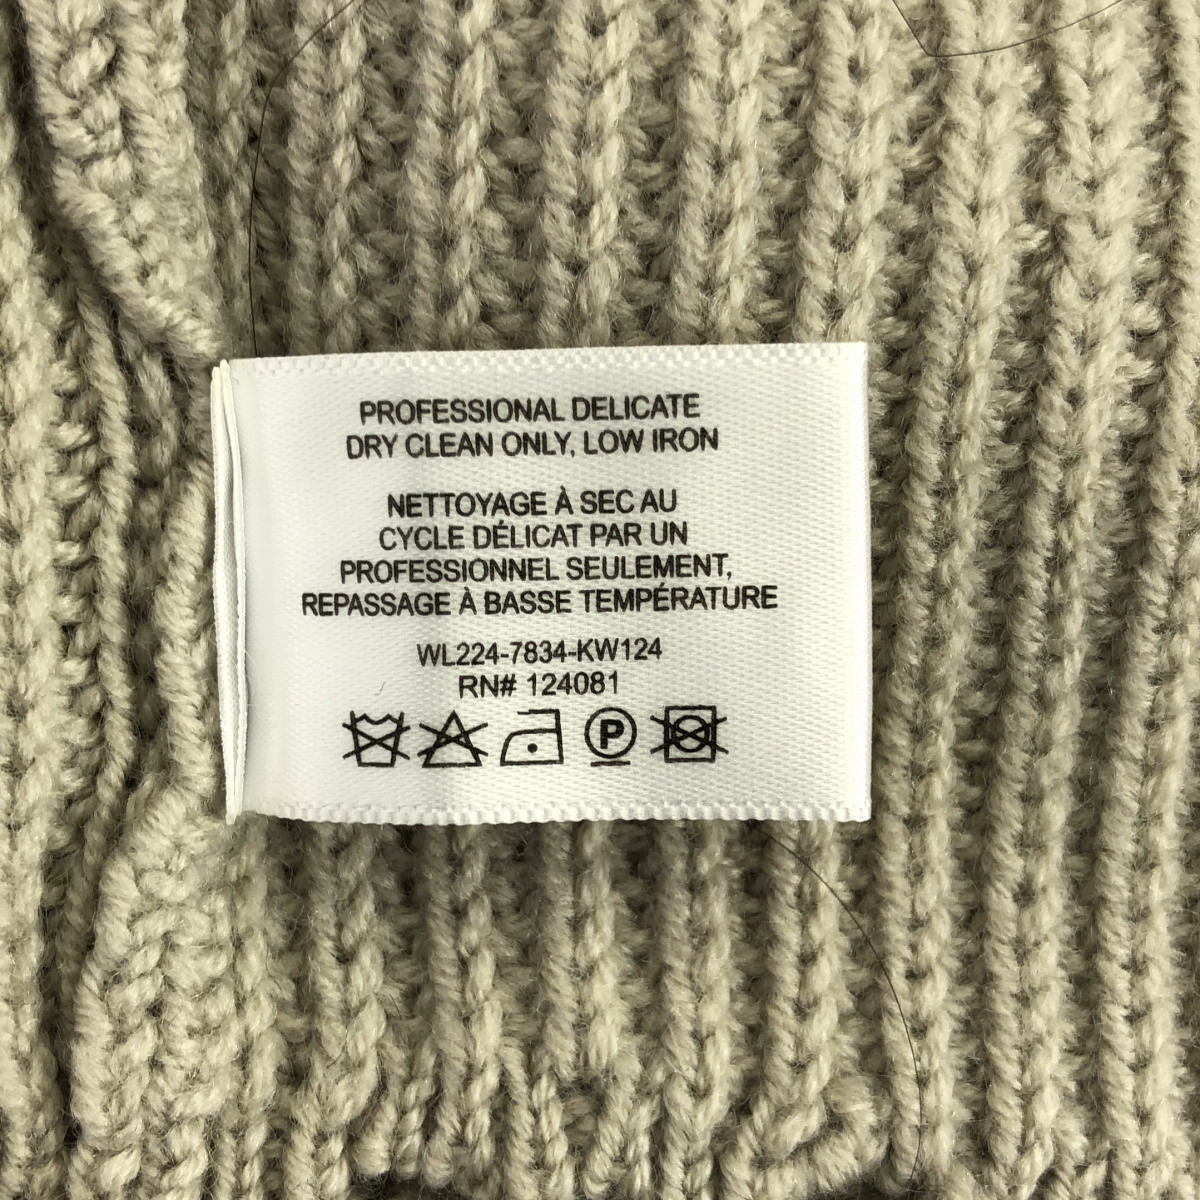 PROFESSIONAL DELICATE
DRY CLEAN ONLY, LOW IRON
NETTOYAGE À SEC AU
CYCLE DÉLICAT PAR UN
PROFESSIONNEL SEULEMENT,
REPASSAGE À BASSE TEMPÉRATURE
WL224-7834-KW124
RN# 124081
P